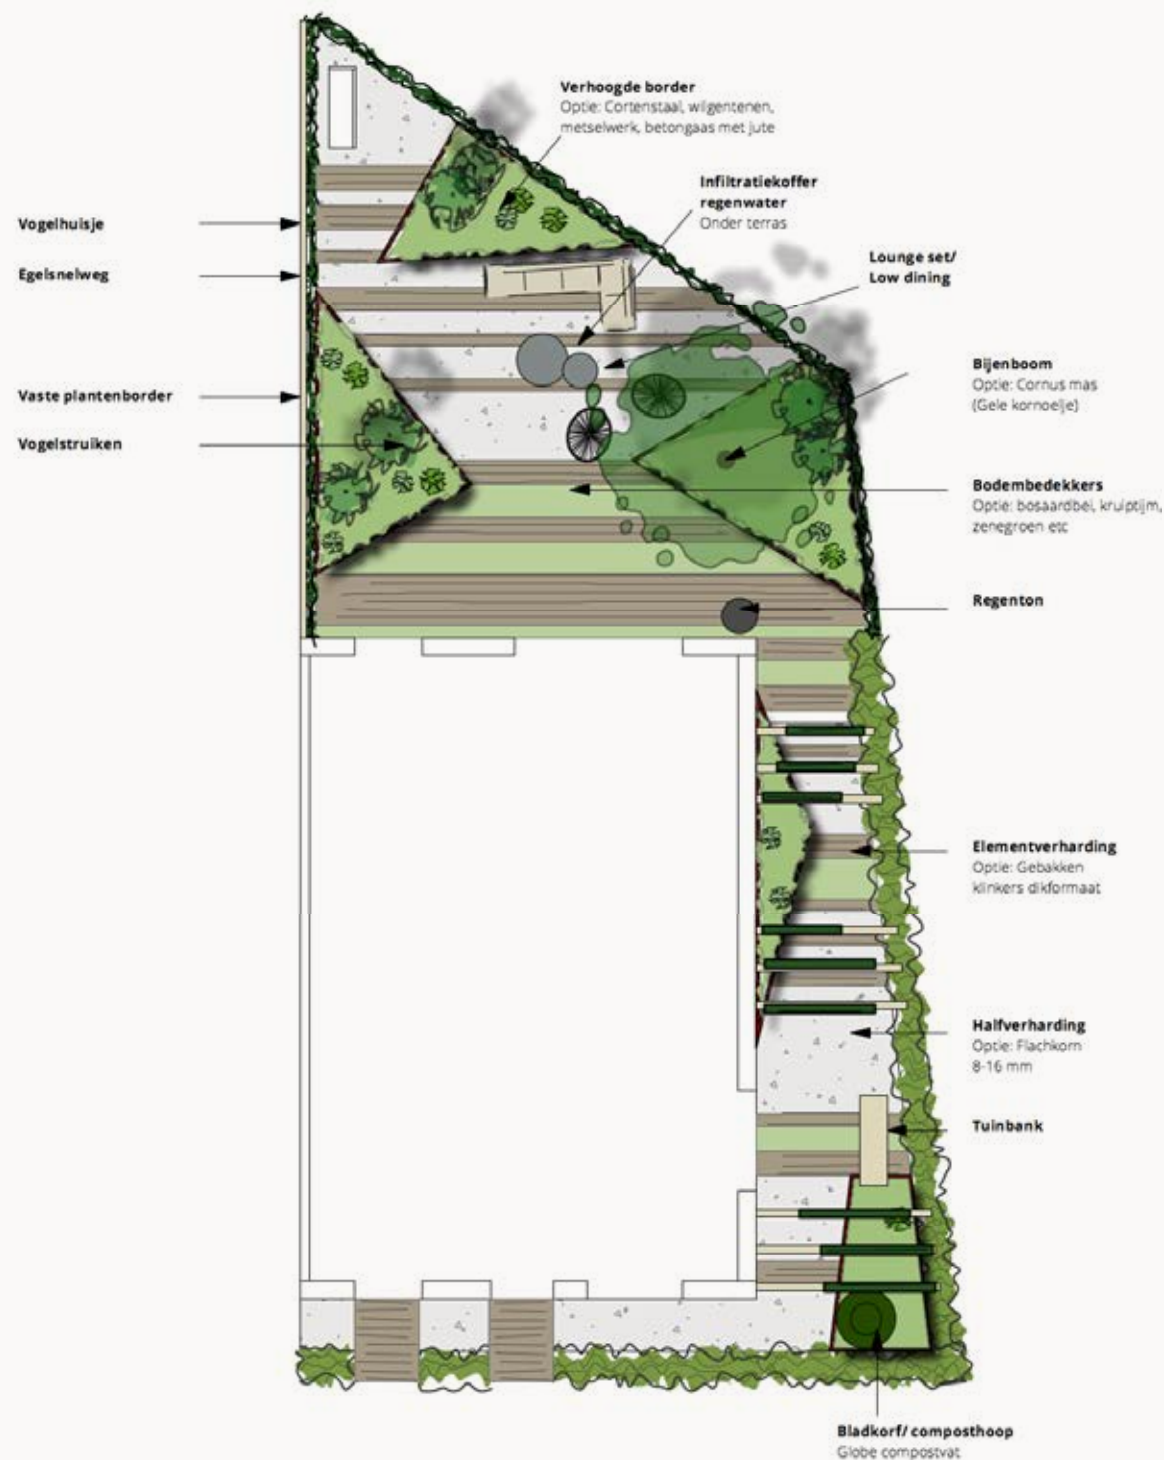 Verhoogde border
Optie: Cortenstaal, wilgentenen,
metselwerk, betongaas met jute
Infiltratiekoffer
regenwater
Onder terras
Vogelhuisje
Lounge set/
Low dining
Egelsnelweg
Bijenboom
Optie: Cornus mas
(Gele kornoelje)
Vaste plantenborder
Vogelstruiken
Bodembedekkers
Optie: bosaardbei, kruiptijm,
zenegroen etc
Regenton
Elementverharding
Optie: Gebakken
klinkers dikformaat
Halfverharding
Optie: Flachkorn
8-16 mm
Tuinbank
Bladkorf/ composthoop
Globe compostvat